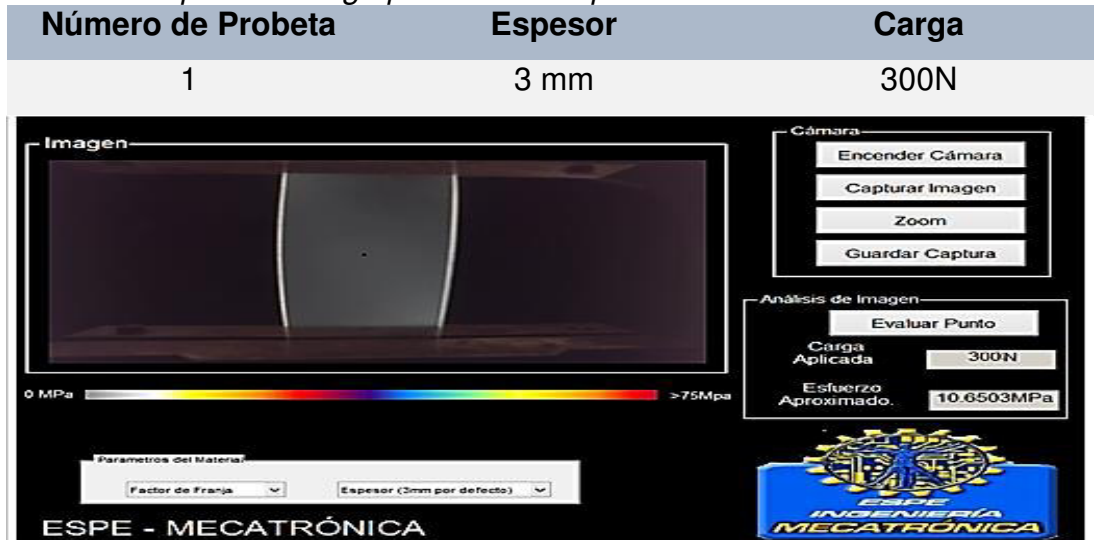 Número de Probeta Espesor Carga
1 3 mm 300N
Imagen
Cámara
Encender Cámara
Capturar Imagen
Zoom
Guardar Captura
Análisis de Imagen
Evaluar Punto
Carga
Aplicada
300N
Esfuerzo
Aproximado.
10.6503MPa
0 MPa >75Mpa
Parametros del Material
Factor de Franja Espesor (3mm por defecto)
ESPE - MECATRÓNICA
ESPE
INGENIERÍA
MECATRÓNICA